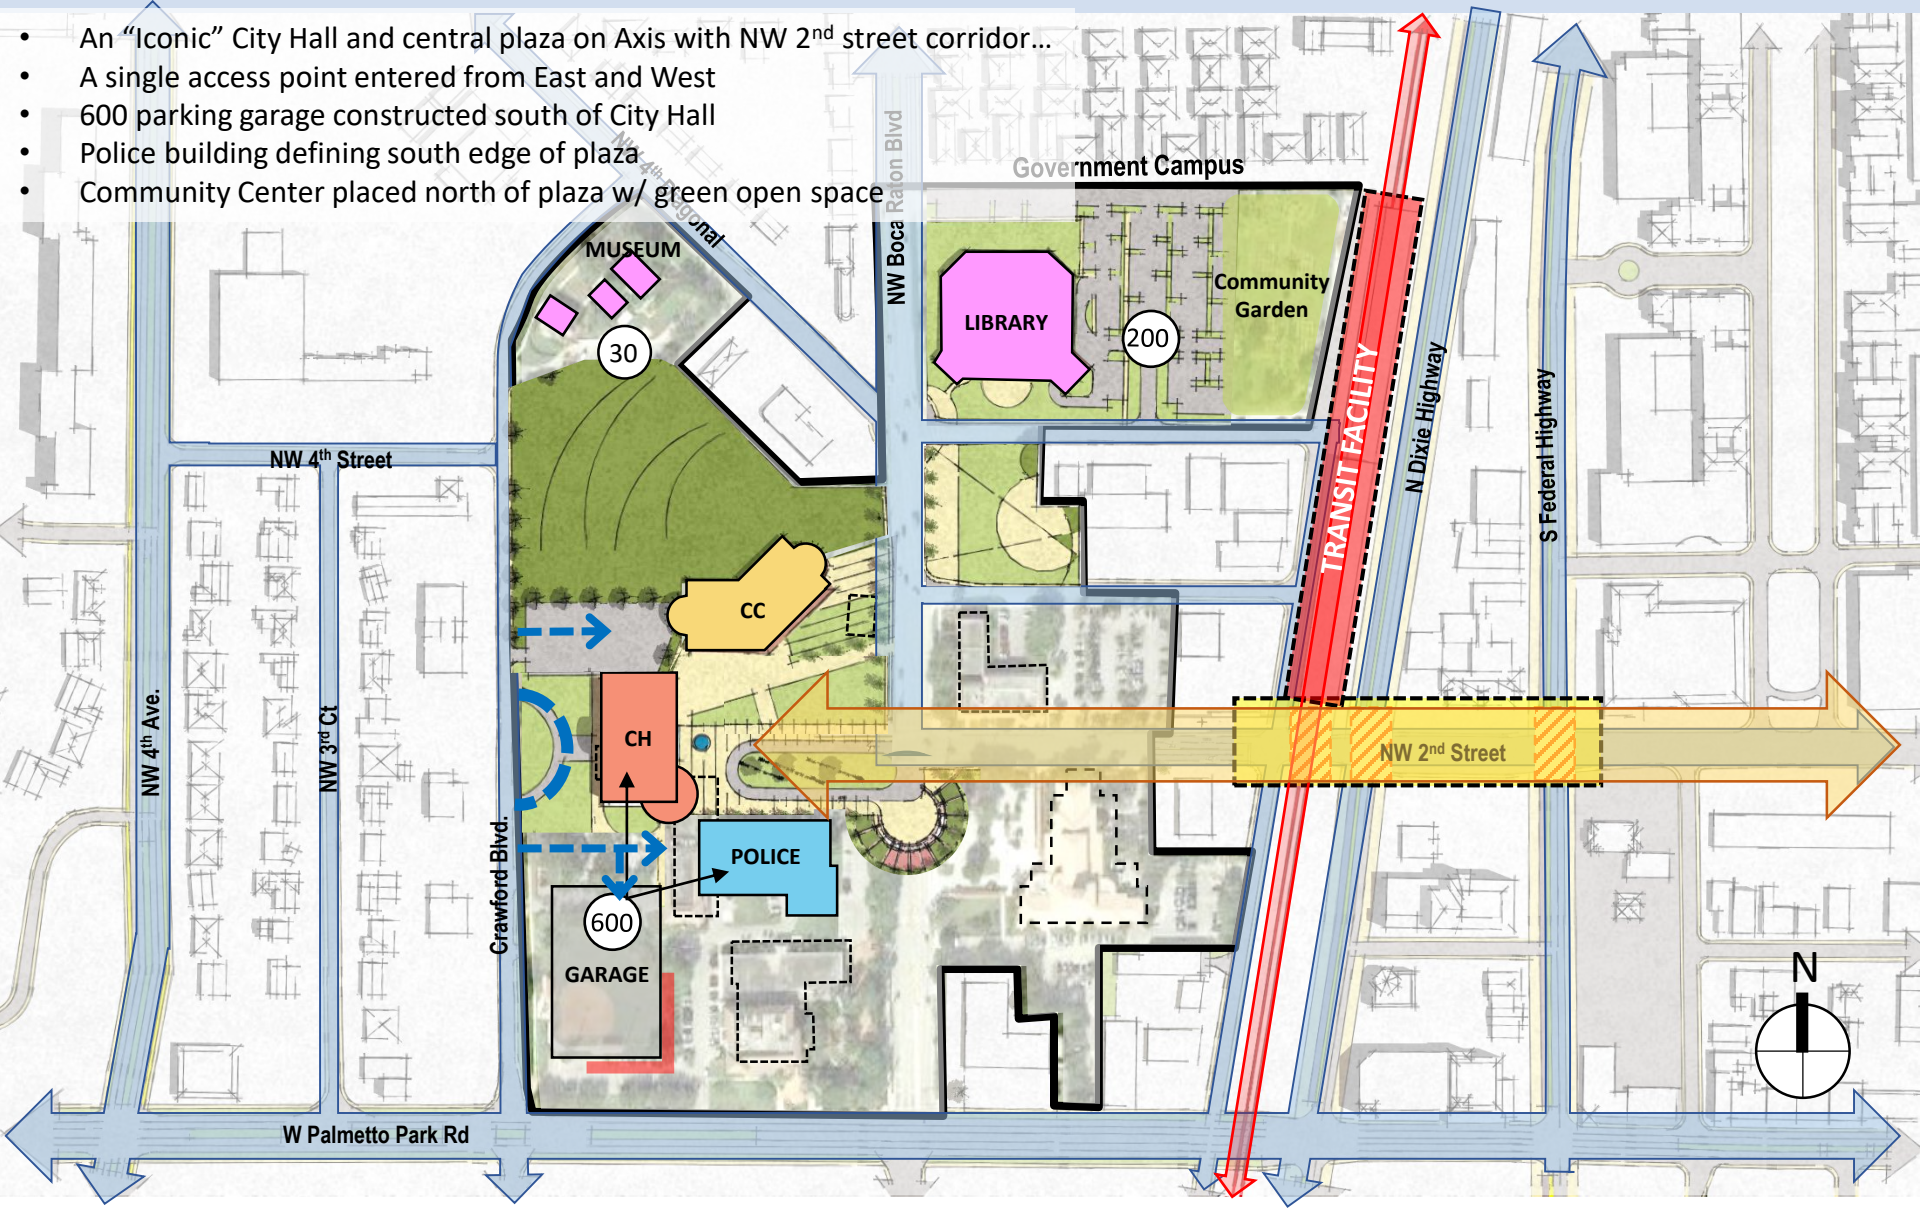 • An “Iconic” City Hall and central plaza on Axis with NW 2nd street corridor…
• A single access point entered from East and West
• 600 parking garage constructed south of City Hall
• Police building defining south edge of plaza
• Community Center placed north of plaza w/ green open space
NW 4th Diagonal
NW Boca Raton Blvd
Government Campus
MUSEUM
30
LIBRARY
200
Community
Garden
TRANSIT FACILITY
N Dixie Highway
S Federal Highway
NW 4th Street
CC
NW 4th Ave.
NW 3rd Ct
CH
NW 2nd Street
Crawford Blvd.
POLICE
600
GARAGE
N
W Palmetto Park Rd